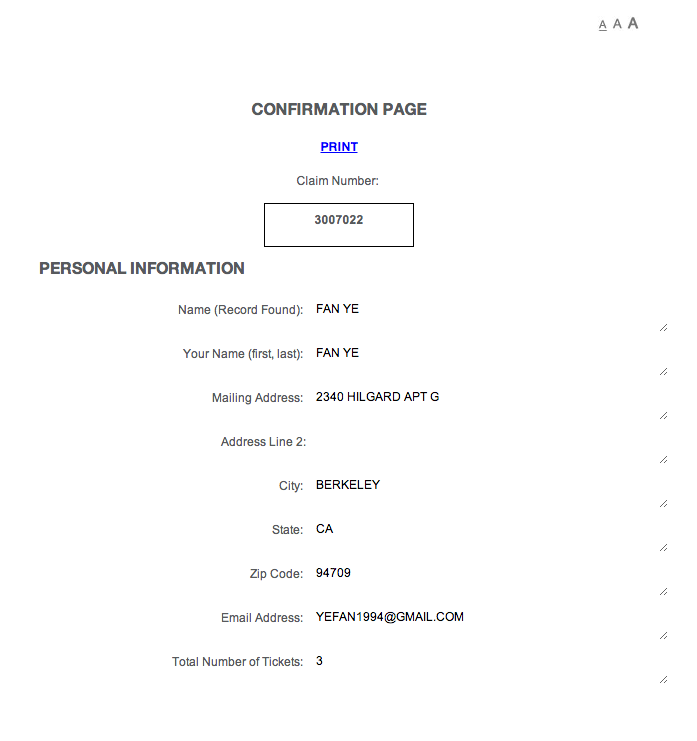 A A A
CONFIRMATION PAGE
PRINT
Claim Number:
3007022
PERSONAL INFORMATION
Name (Record Found): FAN YE
Your Name (first, last): FAN YE
Mailing Address: 2340 HILGARD APT G
Address Line 2:
City: BERKELEY
State: CA
Zip Code: 94709
Email Address: YEFAN1994@GMAIL.COM
Total Number of Tickets: 3